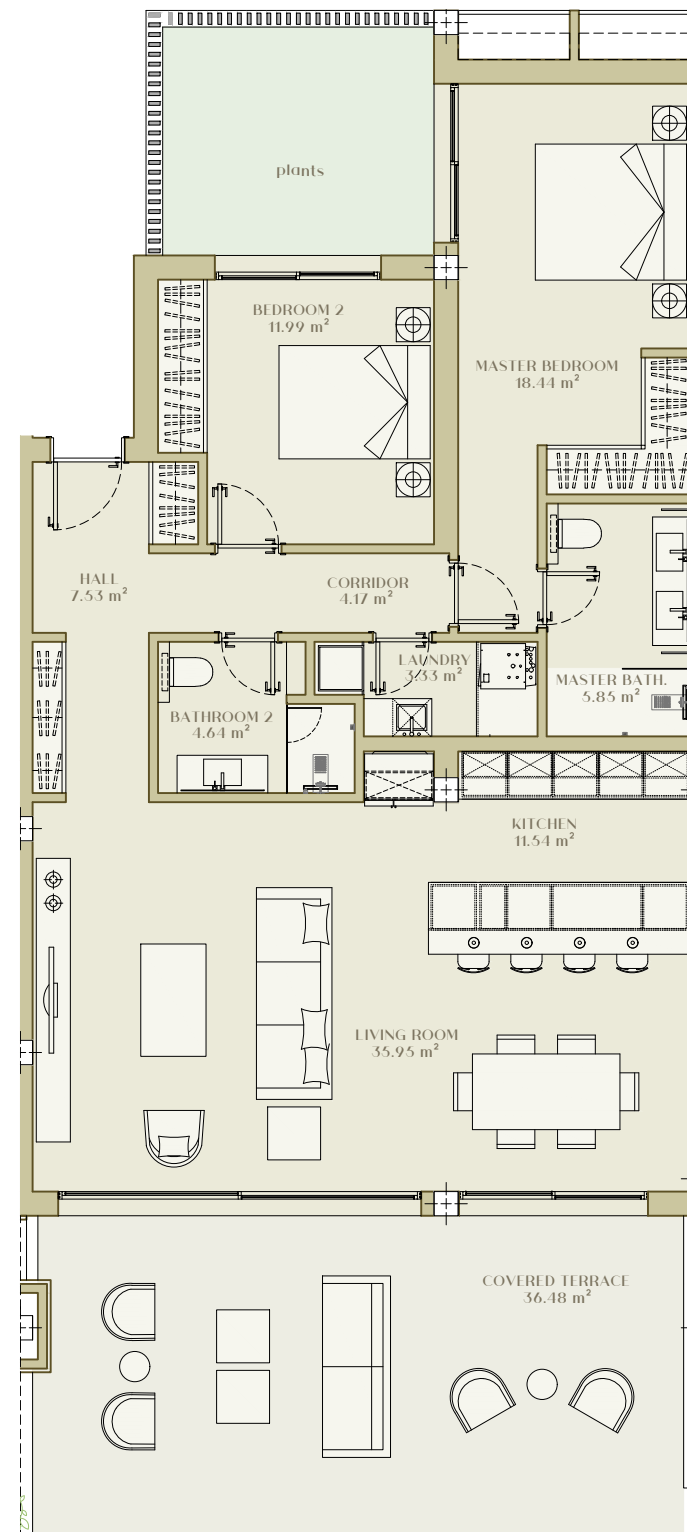 plants
BEDROOM 2
11.99 m²
MASTER BEDROOM
18.44 m²
HALL
7.53 m²
CORRIDOR
4.17 m²
LAUNDRY
3.33 m²
MASTER BATH.
5.85 m²
BATHROOM 2
4.64 m²
KITCHEN
11.54 m²
LIVING ROOM
35.95 m²
COVERED TERRACE
36.48 m²